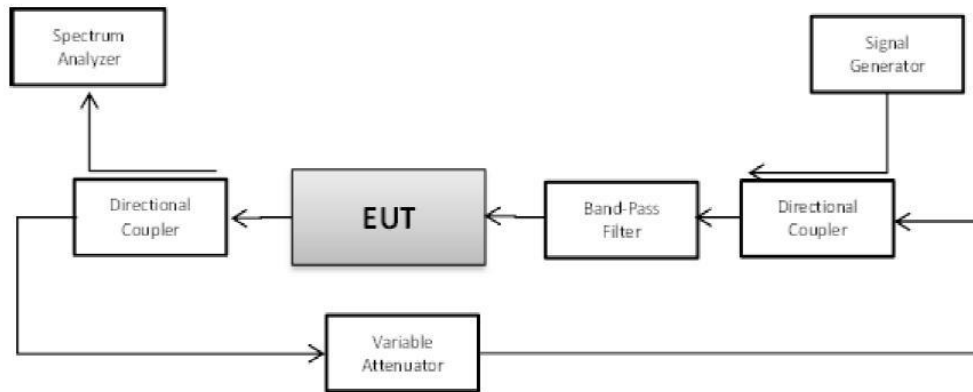 Spectrum
Analyzer
Signal
Generator
Directional
Coupler
EUT
Band-Pass
Filter
Directional
Coupler
Variable
Attenuator